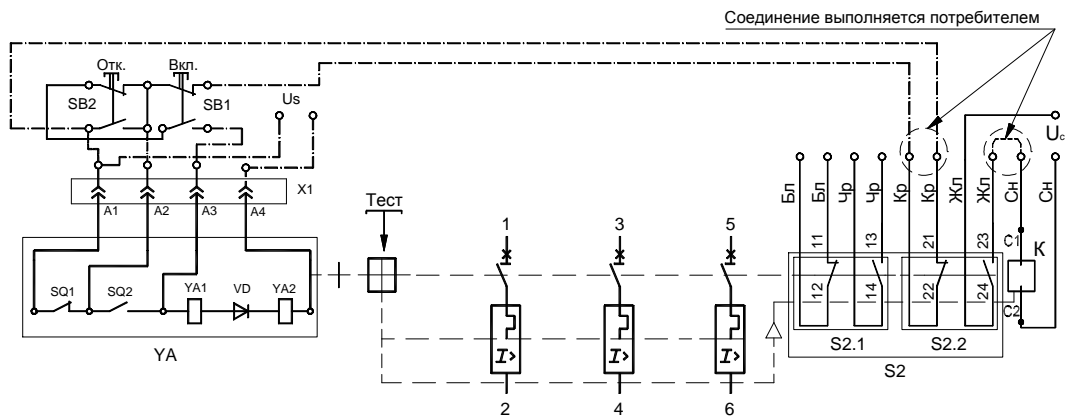 Соединение выполняется потребителем
Отк.
Вкл.
SB2
SB1
Us
Uc
X1
A1
A2
A3
A4
Тест
1
3
5
Бл
Бл
Чр
Чр
Кр
Кр
Жл
Жл
Сн
Сн
11
13
21
23
C1
К
SQ1
SQ2
YA1
VD
YA2
12
14
22
24
C2
I>
I>
I>
YA
S2.1
S2.2
S2
2
4
6